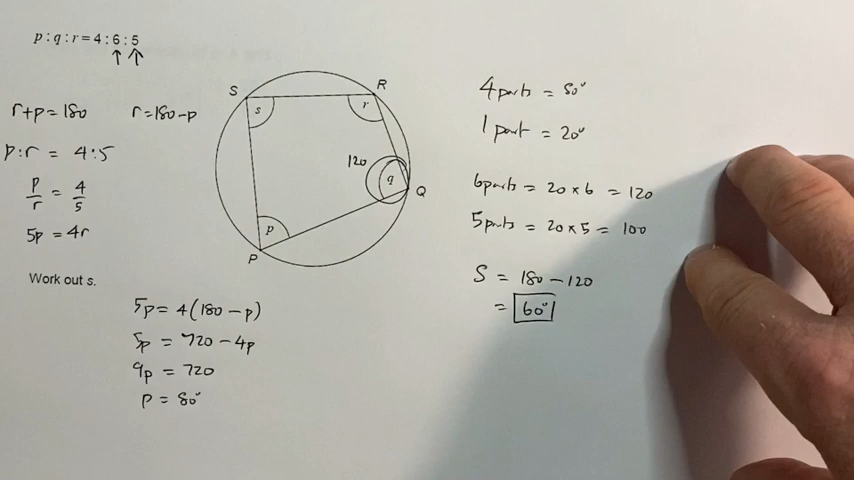 p : q : r = 4 : 6 : 5
r+p = 180 r = 180 - p
p : r = 4 : 5
p/r = 4/5
5p = 4r
Work out s.
5p = 4(180 - p)
5p = 720 - 4p
9p = 720
p = 80°
S
R
s
r
120
q
Q
p
P
4 parts = 80°
1 part = 20°
6 parts = 20 × 6 = 120
5 parts = 20 × 5 = 100
S = 180 - 120
= 60°